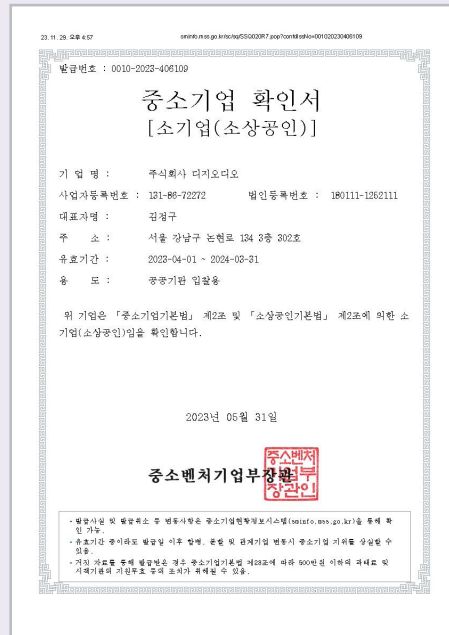 23. 11. 29. 오후 4:57
sminfo.mss.go.kr/sc/sq/SSQ020R7.pop?confdissNo=001020230406109
발급번호 : 0010-2023-406109
중소기업 확인서
[소기업(소상공인)]
기 업 명 : 주식회사 디지오디오
사업자등록번호 : 131-86-72272 법인등록번호 : 180111-1252111
대표자명 : 김정구
주 소 : 서울 강남구 논현로 134 3층 302호
유효기간 : 2023-04-01 ~ 2024-03-31
용 도 : 공공기관 입찰용
위 기업은 「중소기업기본법」 제2조 및 「소상공인기본법」 제2조에 의한 소
기업(소상공인)임을 확인합니다.
2023년 05월 31일
중소벤처기업부장관
중소벤처
기업부
장관인
- 발급사실 및 발급취소 등 변동사항은 중소기업현황정보시스템(sminfo.mss.go.kr)을 통해 확
인 가능.
- 유효기간 중이라도 발급일 이후 합병, 분할 및 관계기업 변동시 중소기업 지위를 상실할 수
있음.
- 거짓 자료를 통해 발급받은 경우 중소기업기본법 제23조에 따라 500만원 이하의 과태료 및
시책기관의 지원무효 등의 조치가 취해질 수 있음.